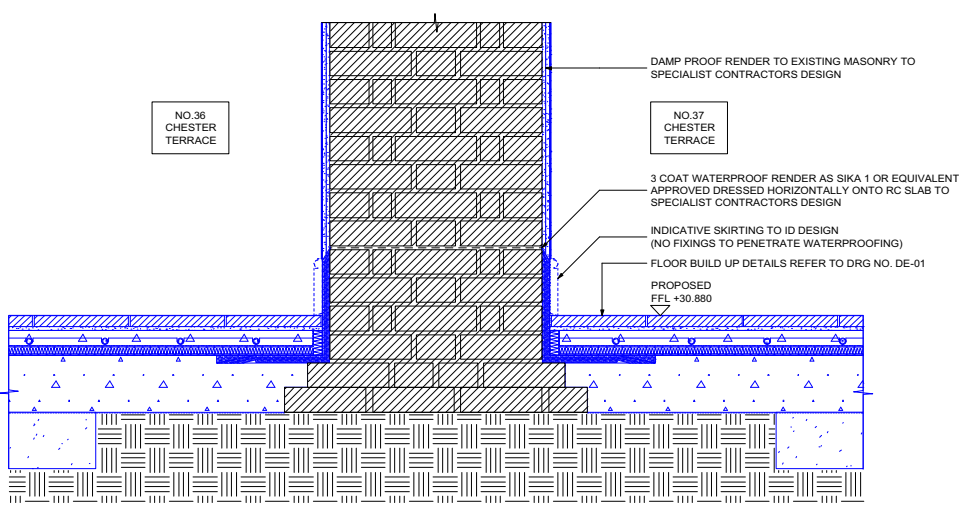 DAMP PROOF RENDER TO EXISTING MASONRY TO
SPECIALIST CONTRACTORS DESIGN
NO.36
CHESTER
TERRACE
NO.37
CHESTER
TERRACE
3 COAT WATERPROOF RENDER AS SIKA 1 OR EQUIVALENT
APPROVED DRESSED HORIZONTALLY ONTO RC SLAB TO
SPECIALIST CONTRACTORS DESIGN
INDICATIVE SKIRTING TO ID DESIGN
(NO FIXINGS TO PENETRATE WATERPROOFING)
FLOOR BUILD UP DETAILS REFER TO DRG NO. DE-01
PROPOSED
FFL +30.880